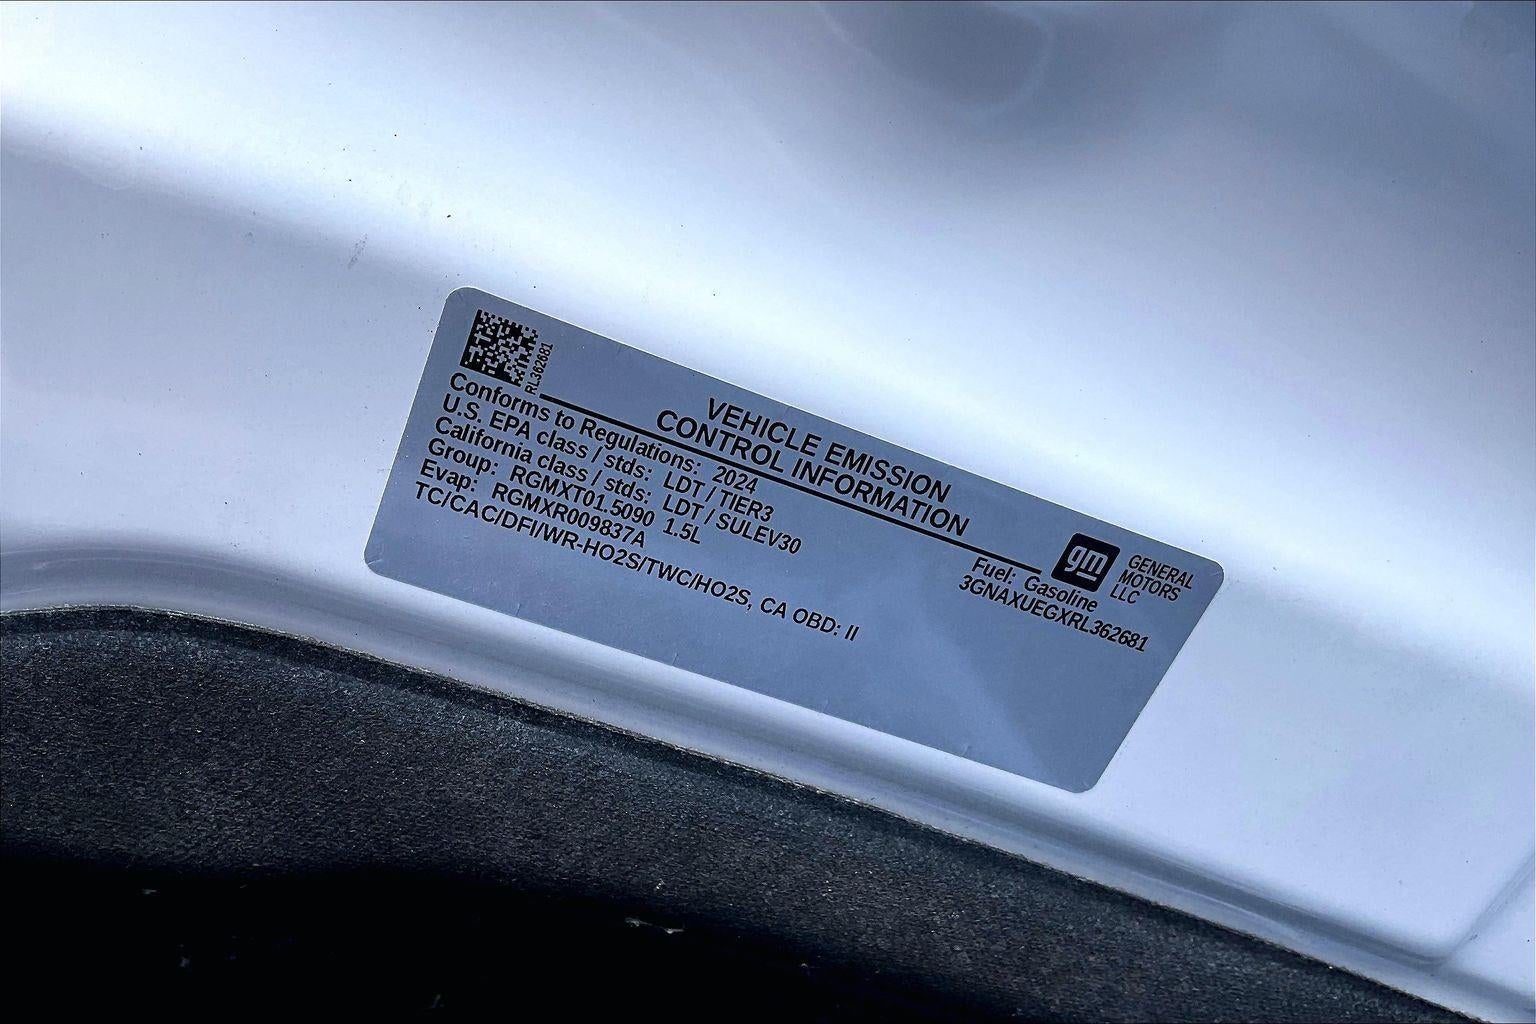 RL362681
VEHICLE EMISSION
CONTROL INFORMATION
Conforms to Regulations: 2024
U.S. EPA class / stds: LDT / TIER3
California class / stds: LDT / SULEV30
Group: RGMXT01.5090 1.5L
Evap: RGMXR009837A
TC/CAC/DFI/WR-HO2S/TWC/HO2S, CA OBD: II
gm
GENERAL
MOTORS
LLC
Fuel: Gasoline
3GNAXUEGXRL362681